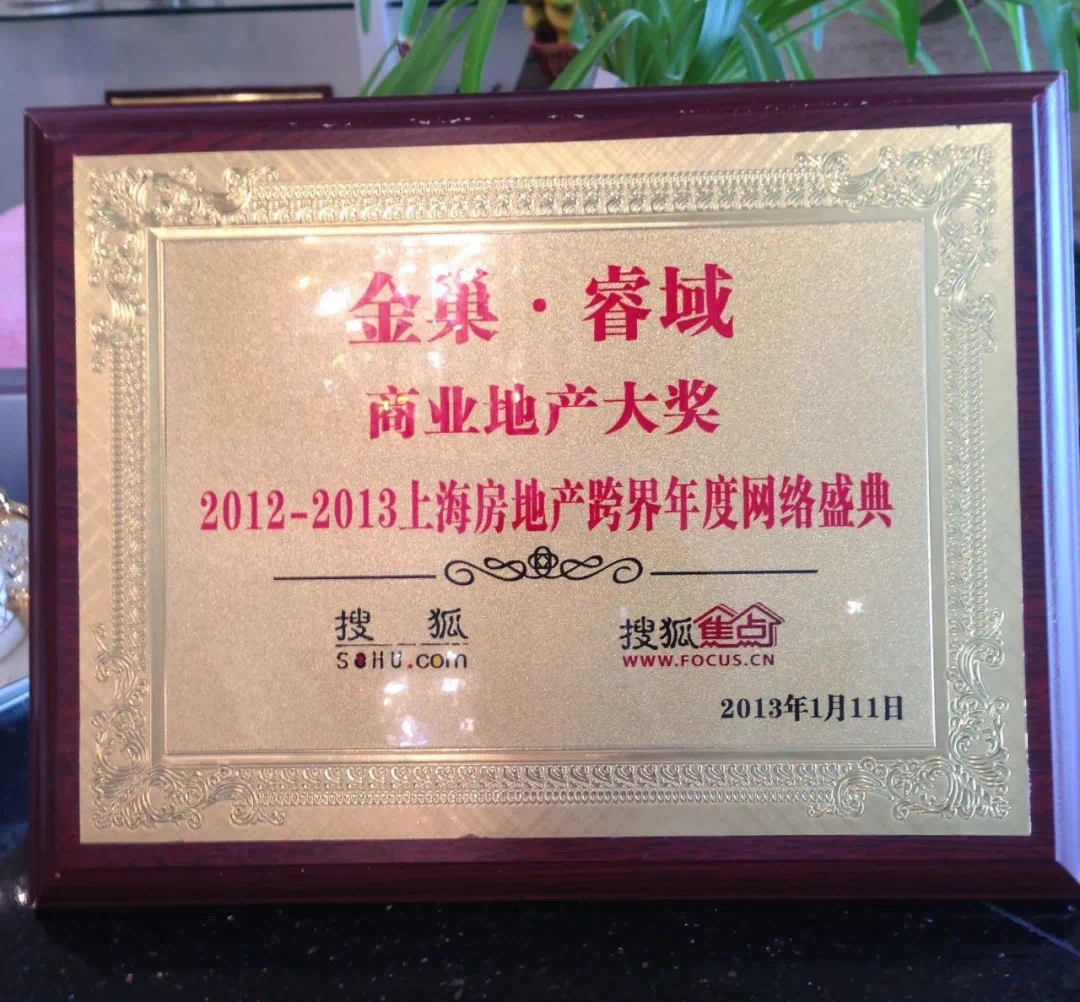 金巢·睿域
商业地产大奖
2012-2013上海房地产跨界年度网络盛典
搜狐
SOHU.com
搜狐焦点
WWW.FOCUS.CN
2013年1月11日